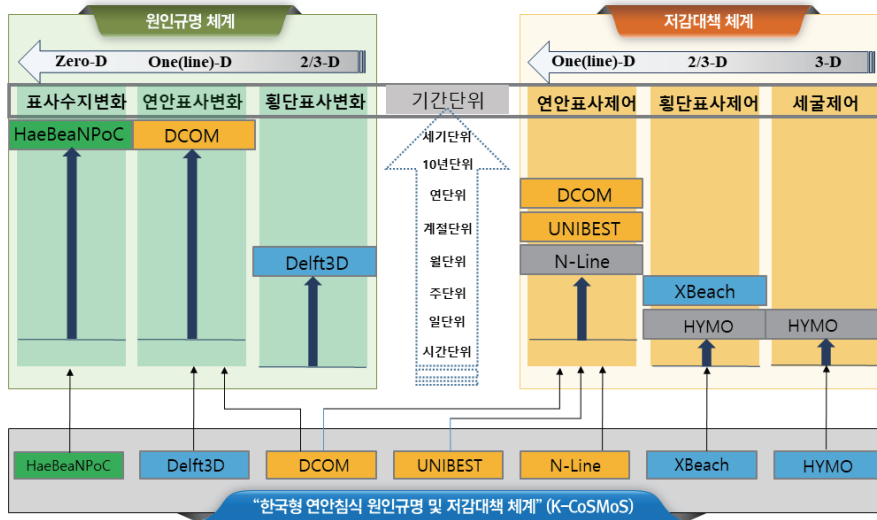 원인규명 체계
저감대책 체계
Zero-D One(line)-D 2/3-D
One(line)-D 2/3-D 3-D
표사수지변화 연안표사변화 횡단표사변화 기간단위 연안표사제어 횡단표사제어 세굴제어
HaeBeaNPoC DCOM
세기단위
10년단위
연단위
DCOM
계절단위
UNIBEST
Delft3D
월단위
N-Line
주단위
XBeach
일단위
HYMO HYMO
시간단위
HaeBeaNPoC Delft3D DCOM UNIBEST N-Line XBeach HYMO
"한국형 연안침식 원인규명 및 저감대책 체계" (K-CoSMoS)